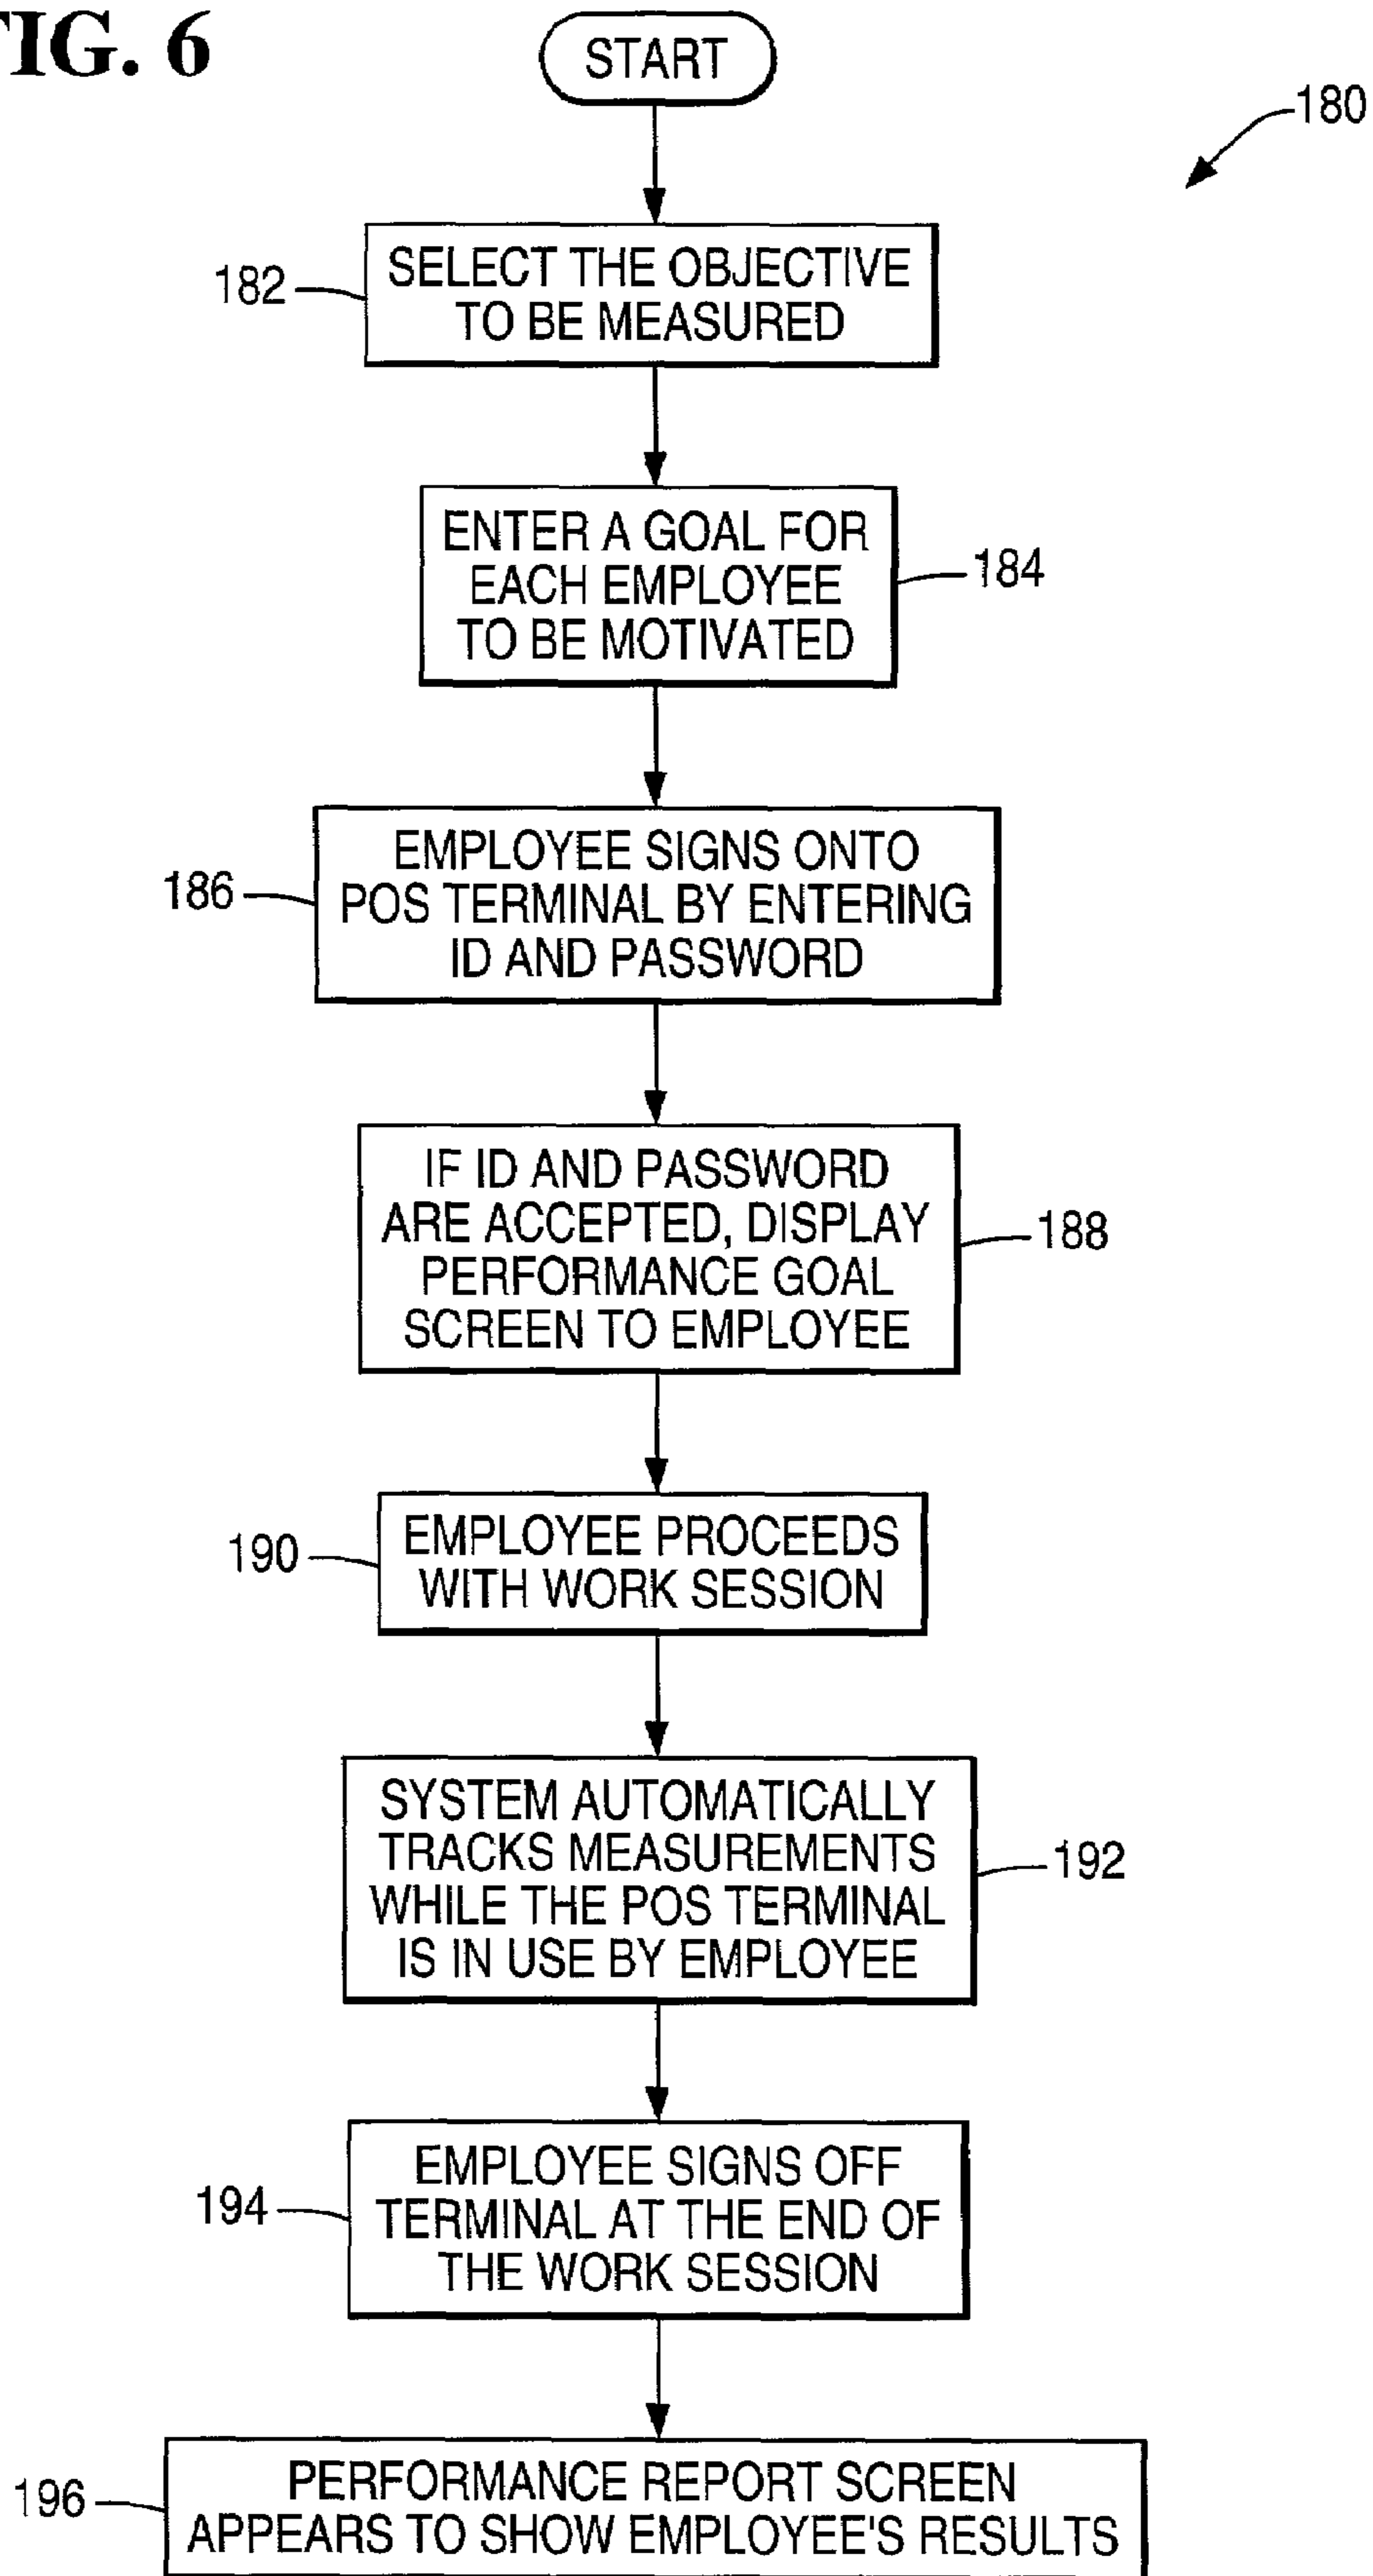 FIG. 6
START
180
182
SELECT THE OBJECTIVE
TO BE MEASURED
ENTER A GOAL FOR
EACH EMPLOYEE
TO BE MOTIVATED
184
186
EMPLOYEE SIGNS ONTO
POS TERMINAL BY ENTERING
ID AND PASSWORD
IF ID AND PASSWORD
ARE ACCEPTED, DISPLAY
PERFORMANCE GOAL
SCREEN TO EMPLOYEE
188
190
EMPLOYEE PROCEEDS
WITH WORK SESSION
SYSTEM AUTOMATICALLY
TRACKS MEASUREMENTS
WHILE THE POS TERMINAL
IS IN USE BY EMPLOYEE
192
194
EMPLOYEE SIGNS OFF
TERMINAL AT THE END OF
THE WORK SESSION
196
PERFORMANCE REPORT SCREEN
APPEARS TO SHOW EMPLOYEE'S RESULTS